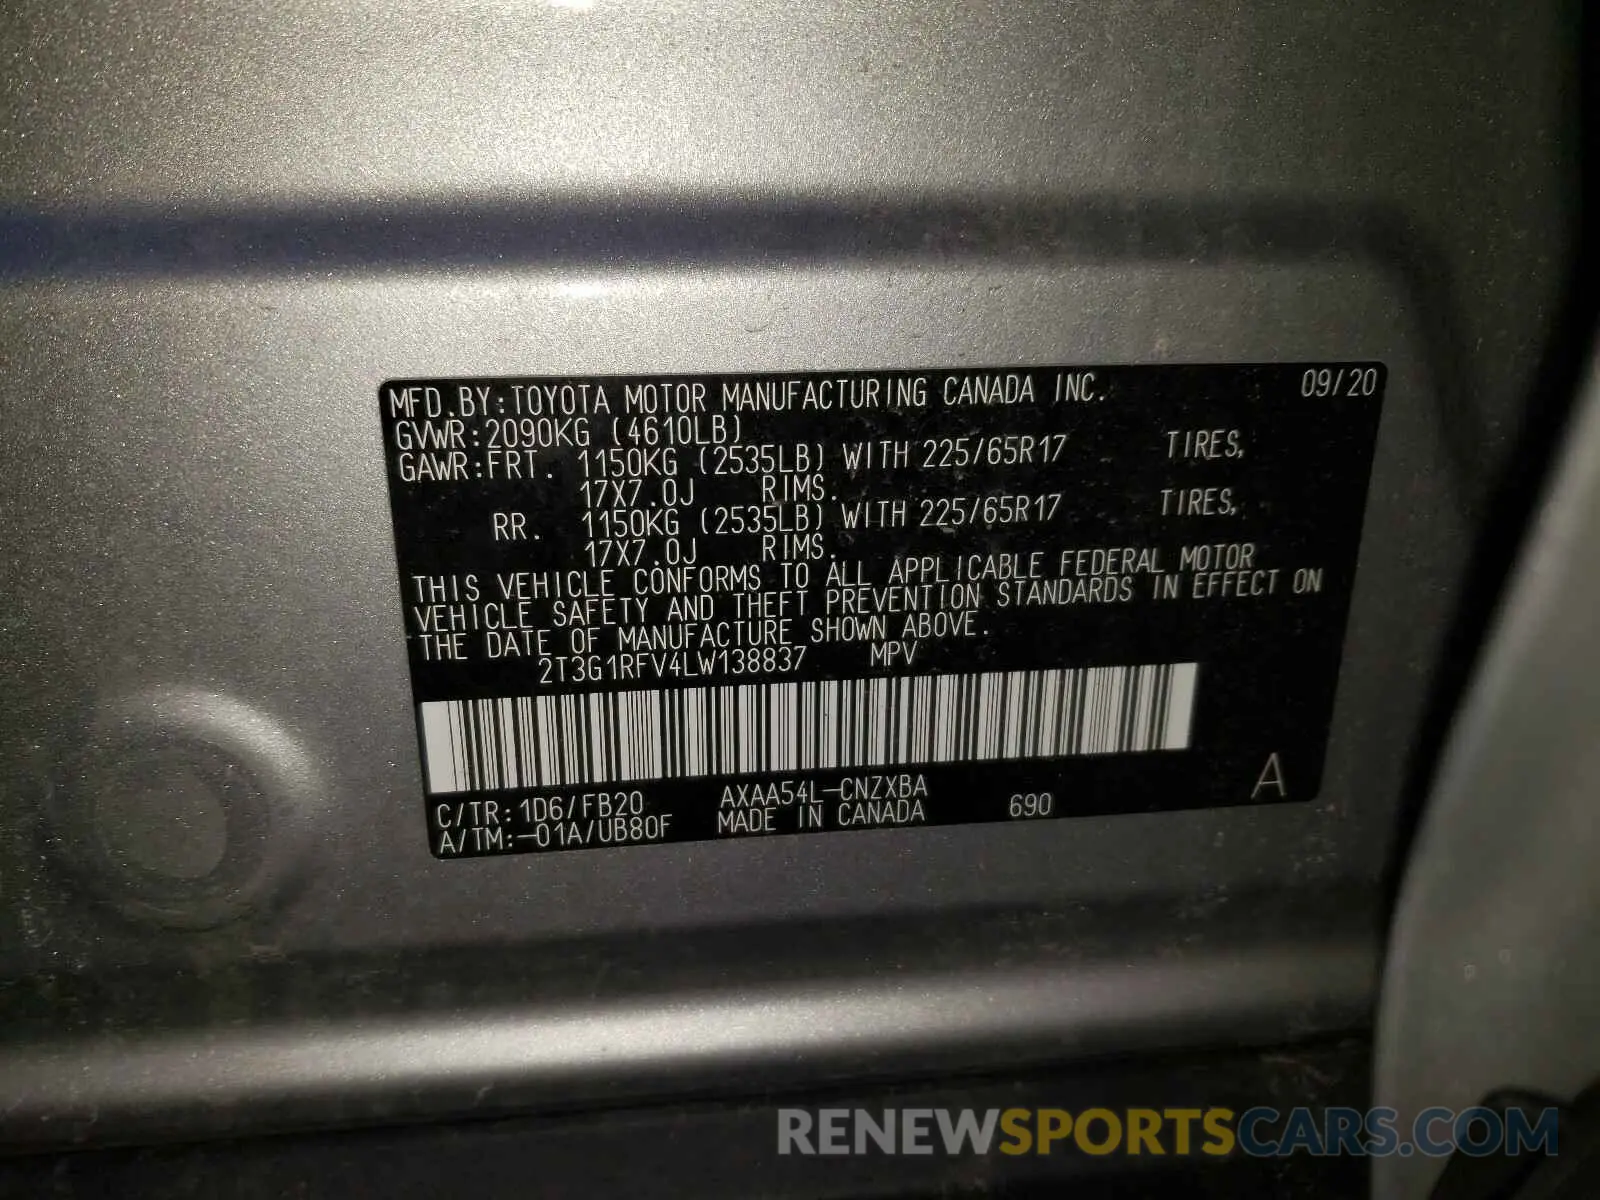 MFD.BY:TOYOTA MOTOR MANUFACTURING CANADA INC. 09/20
GVWR:2090KG (4610LB)
GAWR:FRT. 1150KG (2535LB) WITH 225/65R17 TIRES,
17X7.0J RIMS.
RR. 1150KG (2535LB) WITH 225/65R17 TIRES,
17X7.0J RIMS.
THIS VEHICLE CONFORMS TO ALL APPLICABLE FEDERAL MOTOR
VEHICLE SAFETY AND THEFT PREVENTION STANDARDS IN EFFECT ON
THE DATE OF MANUFACTURE SHOWN ABOVE.
2T3G1RFV4LW138837 MPV
C/TR:1D6/FB20 AXAA54L-CNZXBA
A/TM:-01A/UB80F MADE IN CANADA 690 A
RENEWSPORTSCARS.COM